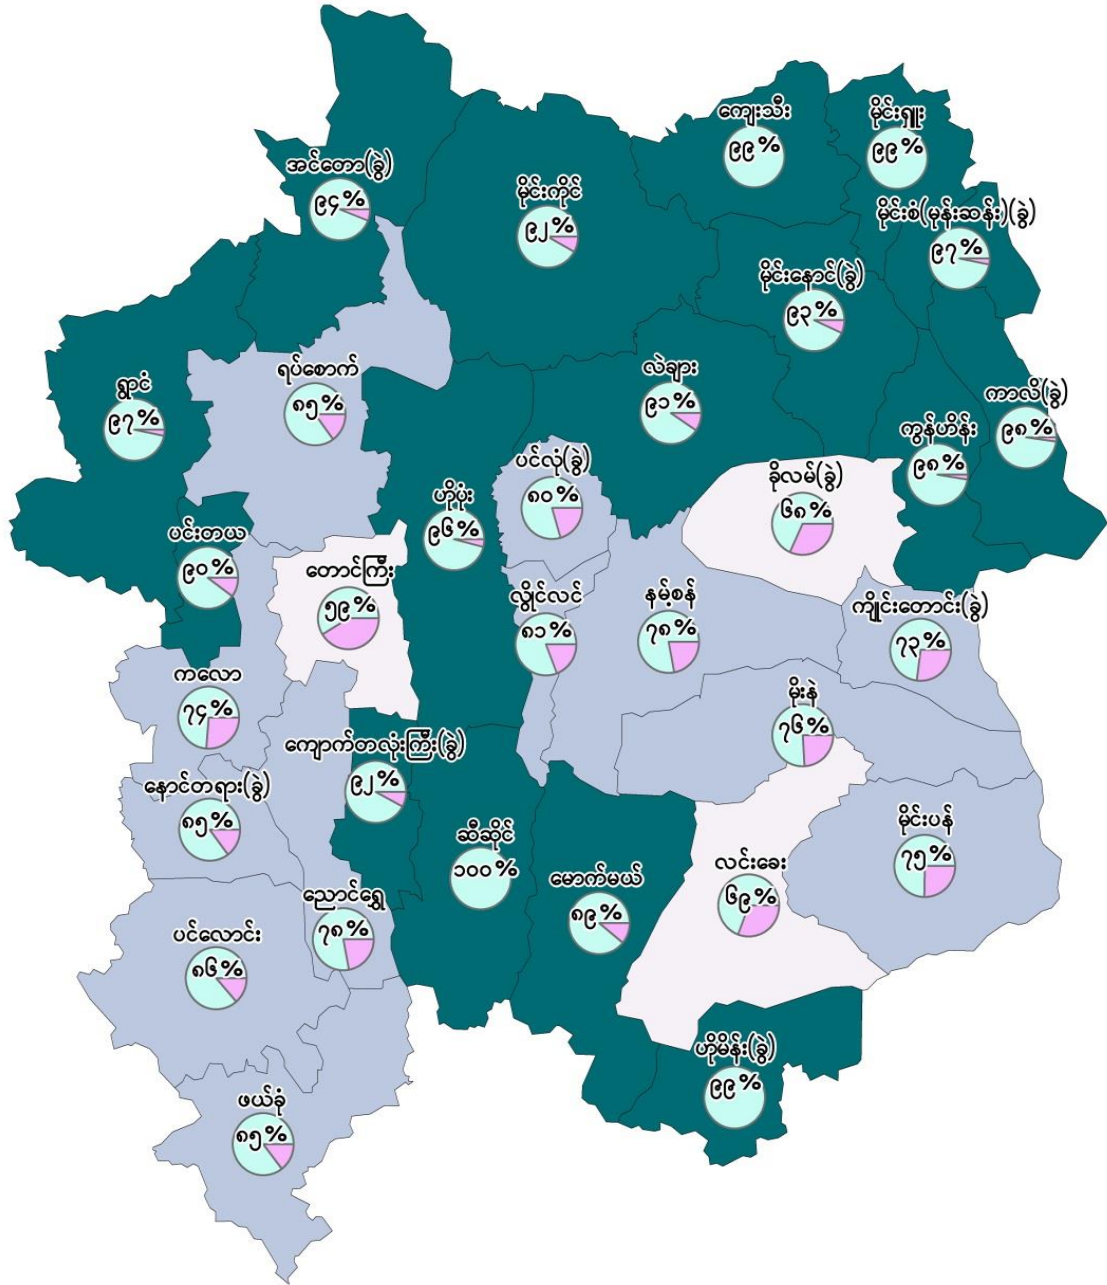 ကျေးသီး
၉၉%
မိုင်းရှူး
၉၉%
အင်တော(ခွဲ)
၉၄%
မိုင်းကိုင်
၉၂%
မိုင်းစံ(မုန်းဆန်း)(ခွဲ)
၉၇%
မိုင်းနောင်(ခွဲ)
၉၃%
ရွာငံ
၉၇%
ရပ်စောက်
၈၅%
လဲချား
၉၁%
ကာလိ(ခွဲ)
၉၈%
ကွန်ဟိန်း
၉၈%
ပင်လုံ(ခွဲ)
၈၀%
ခိုလမ်(ခွဲ)
၆၈%
ဟိုပုံး
၉၆%
ပင်းတယ
၉၀%
တောင်ကြီး
၅၉%
လွိုင်လင်
၈၁%
နမ့်စန်
၇၈%
ကျိုင်းတောင်း(ခွဲ)
၇၃%
ကလော
၇၄%
မိုးနဲ
၇၆%
ကျောက်တလုံးကြီး(ခွဲ)
၉၂%
နောင်တရား(ခွဲ)
၈၅%
ဆီဆိုင်
၁၀၀%
မိုင်းပန်
၇၅%
လင်းခေး
၆၉%
မောက်မယ်
၈၉%
ညောင်ရွှေ
၇၈%
ပင်လောင်း
၈၆%
ဟိုမိန်း(ခွဲ)
၉၉%
ဖယ်ခုံ
၈၅%